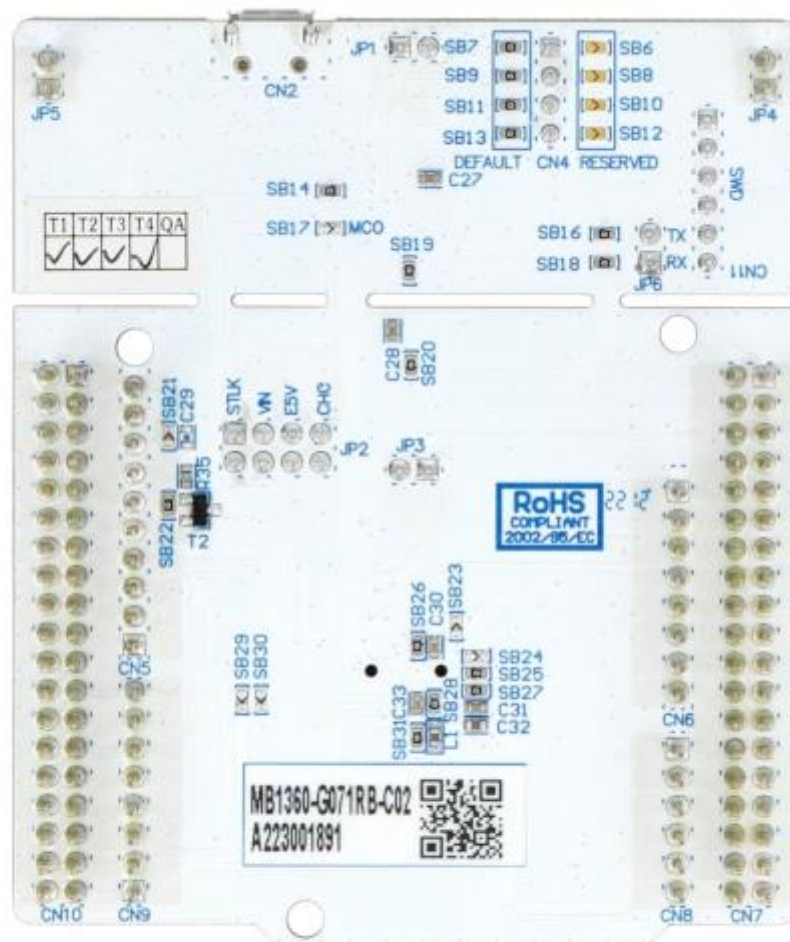 JP5
CN2
JP1
SB7
SB6
SB9
SB8
SB11
SB10
SB13
SB12
DEFAULT CN4 RESERVED
JP4
SWD
C27
SB14
SB17 MCO
SB19
SB16 TX
SB18 RX
JP6
CN11
T1 T2 T3 T4 QA
C28
SB20
SB21
C29
STLK VIN E5V CHG
JP2
JP3
R35
SB22
T2
RoHS
COMPLIANT
2002/95/EC
2212
SB26
C30
SB23
CN5
SB29
SB30
SB24
SB25
SB27
C33
SB28
C31
C32
SB31
L1
CN6
MB1360-G071RB-C02
A223001891
CN10
CN9
CN8
CN7